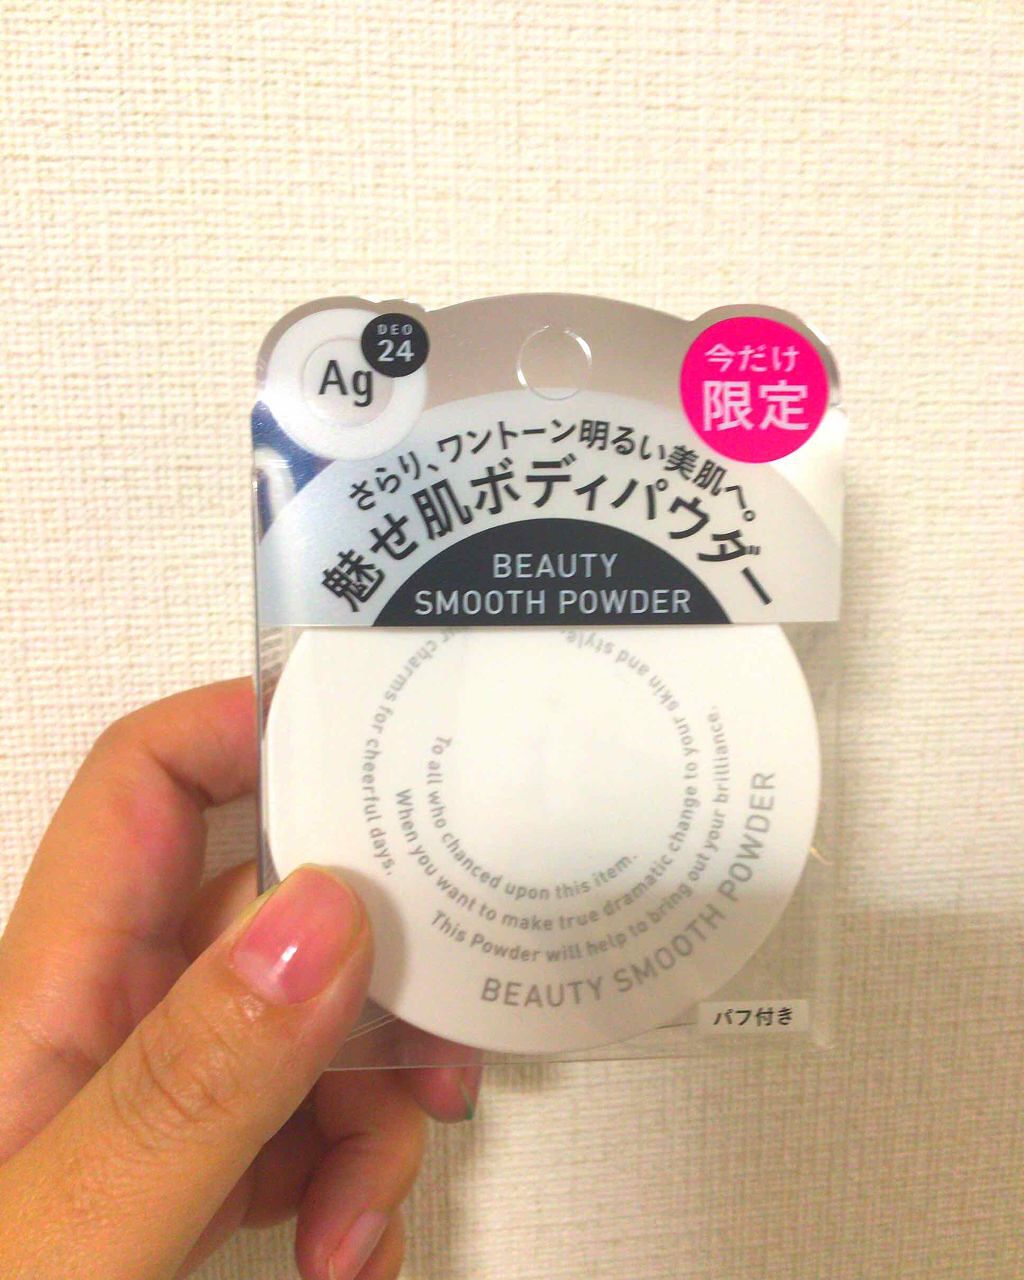 DEO
24
Ag
今だけ
限定
さらり、ワントーン明るい美肌へ。
魅せ肌ボディパウダー
BEAUTY
SMOOTH POWDER
To all who chanced upon this item.
When you want to make true dramatic change to your skin and style,
This Powder will help to bring out your brilliance.
charms for cheerful days.
BEAUTY SMOOTH POWDER
パフ付き